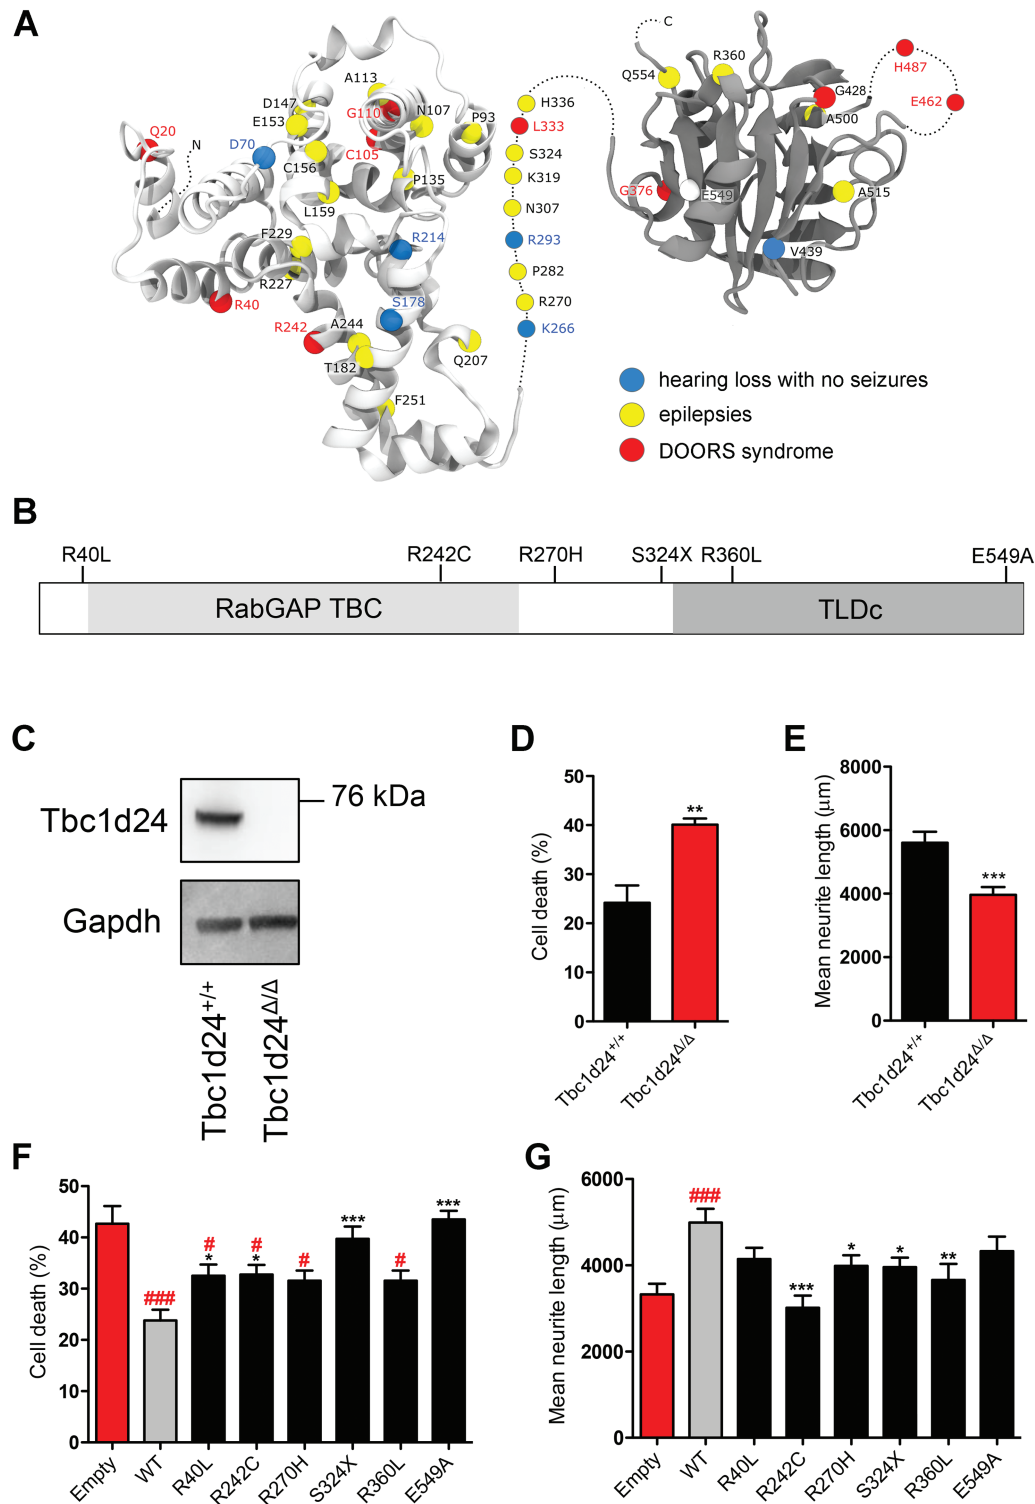 A
C
R360
Q554
H487
A113
G428
D147
G110
N107
P93
H336
E462
E153
L333
A500
Q20
N
D70
C105
S324
C156
P135
K319
G376
E549
A515
L159
N307
F229
R214
R293
V439
R227
P282
S178
R40
R270
R242
A244
K266
T182
Q207
hearing loss with no seizures
F251
epilepsies
DOORS syndrome
B
R40L R242C R270H S324X R360L E549A
RabGAP TBC TLDc
C
Tbc1d24
76 kDa
Gapdh
Tbc1d24+/+
Tbc1d24Δ/Δ
D
Cell death (%)
50
40
30
20
10
0
**
Tbc1d24+/+
Tbc1d24Δ/Δ
E
Mean neurite length (μm)
8000
6000
4000
2000
0
***
Tbc1d24+/+
Tbc1d24Δ/Δ
F
Cell death (%)
50
40
30
20
10
0
###
#
*
#
*
#
***
#
***
Empty
WT
R40L
R242C
R270H
S324X
R360L
E549A
G
Mean neurite length (μm)
6000
4000
2000
0
###
***
*
*
**
Empty
WT
R40L
R242C
R270H
S324X
R360L
E549A